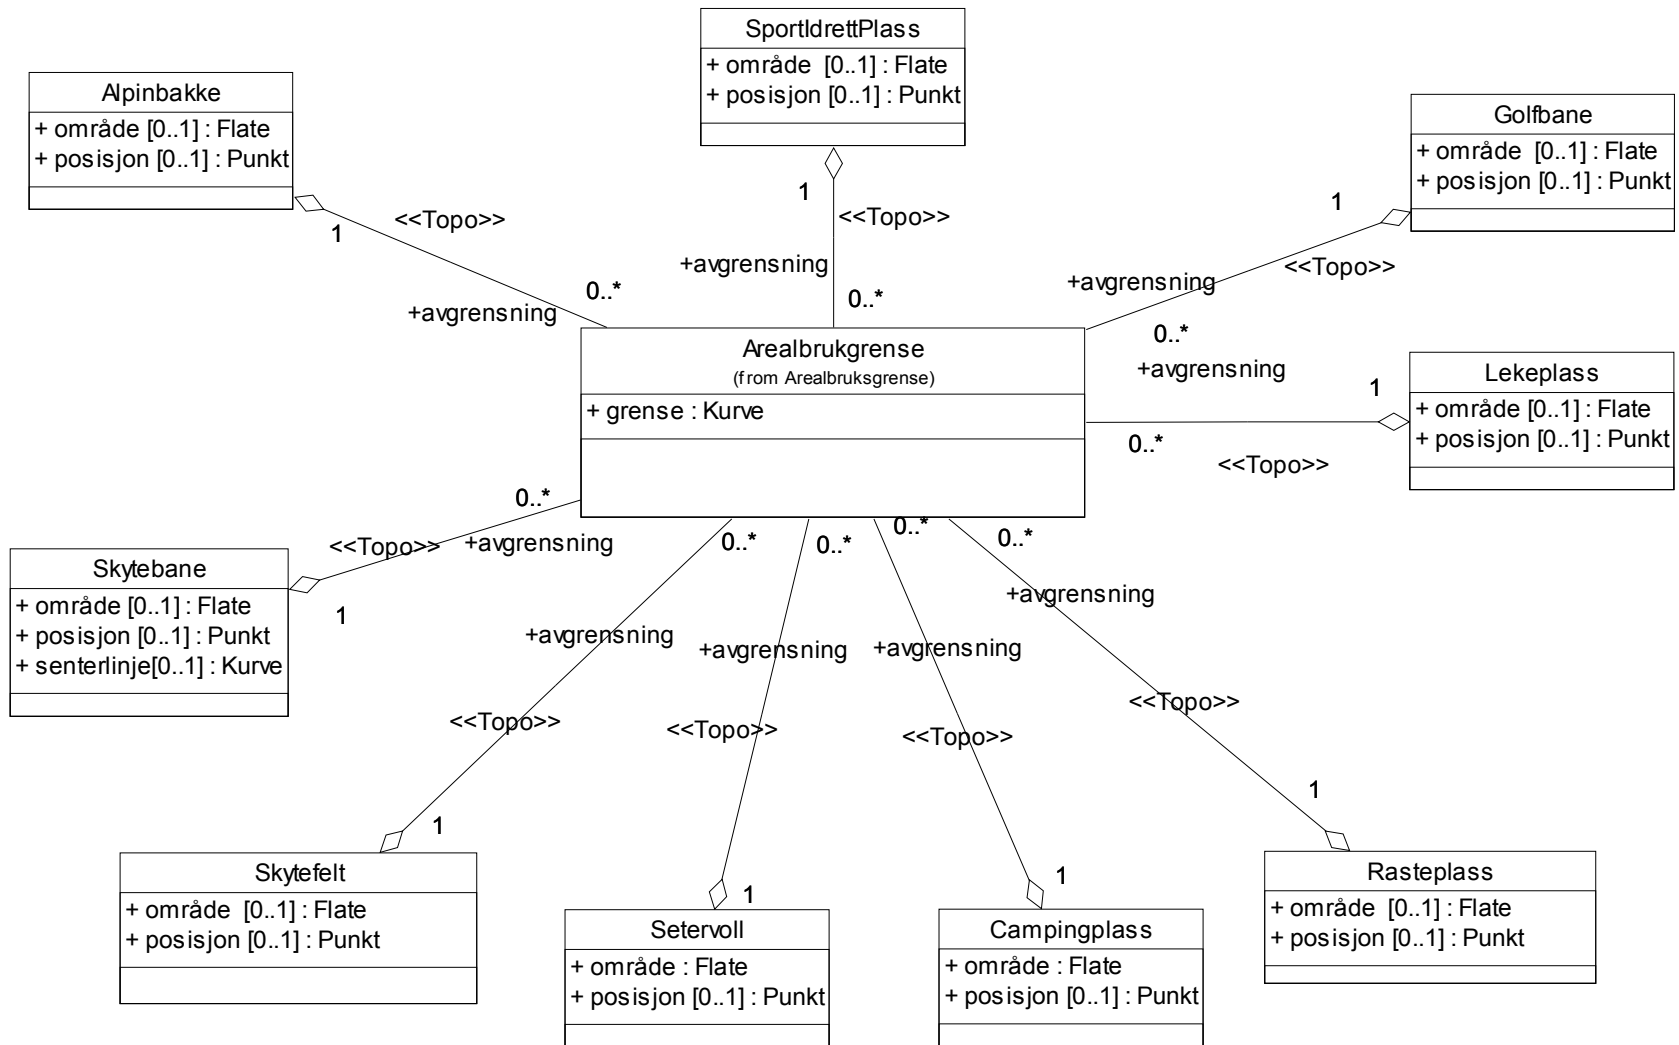 SportIdrettPlass
+ område  [0..1] : Flate
+ posisjon [0..1] : Punkt
Alpinbakke
+ område [0..1] : Flate
+ posisjon [0..1] : Punkt
Golfbane
+ område  [0..1] : Flate
+ posisjon [0..1] : Punkt
1
<<Topo>>
+avgrensning
0..*
1
<<Topo>>
+avgrensning
0..*
1
<<Topo>>
+avgrensning
0..*
Arealbrukgrense
(from Arealbruksgrense)
+ grense : Kurve
Lekeplass
+ område [0..1] : Flate
+ posisjon [0..1] : Punkt
+avgrensning
1
0..*
<<Topo>>
Skytebane
+ område [0..1] : Flate
+ posisjon [0..1] : Punkt
+ senterlinje[0..1] : Kurve
0..*
<<Topo>>
+avgrensning
1
0..*
+avgrensning
<<Topo>>
1
0..*
+avgrensning
<<Topo>>
1
0..*
+avgrensning
<<Topo>>
1
0..*
+avgrensning
<<Topo>>
1
Skytefelt
+ område  [0..1] : Flate
+ posisjon [0..1] : Punkt
Setervoll
+ område : Flate
+ posisjon [0..1] : Punkt
Campingplass
+ område : Flate
+ posisjon [0..1] : Punkt
Rasteplass
+ område  [0..1] : Flate
+ posisjon [0..1] : Punkt